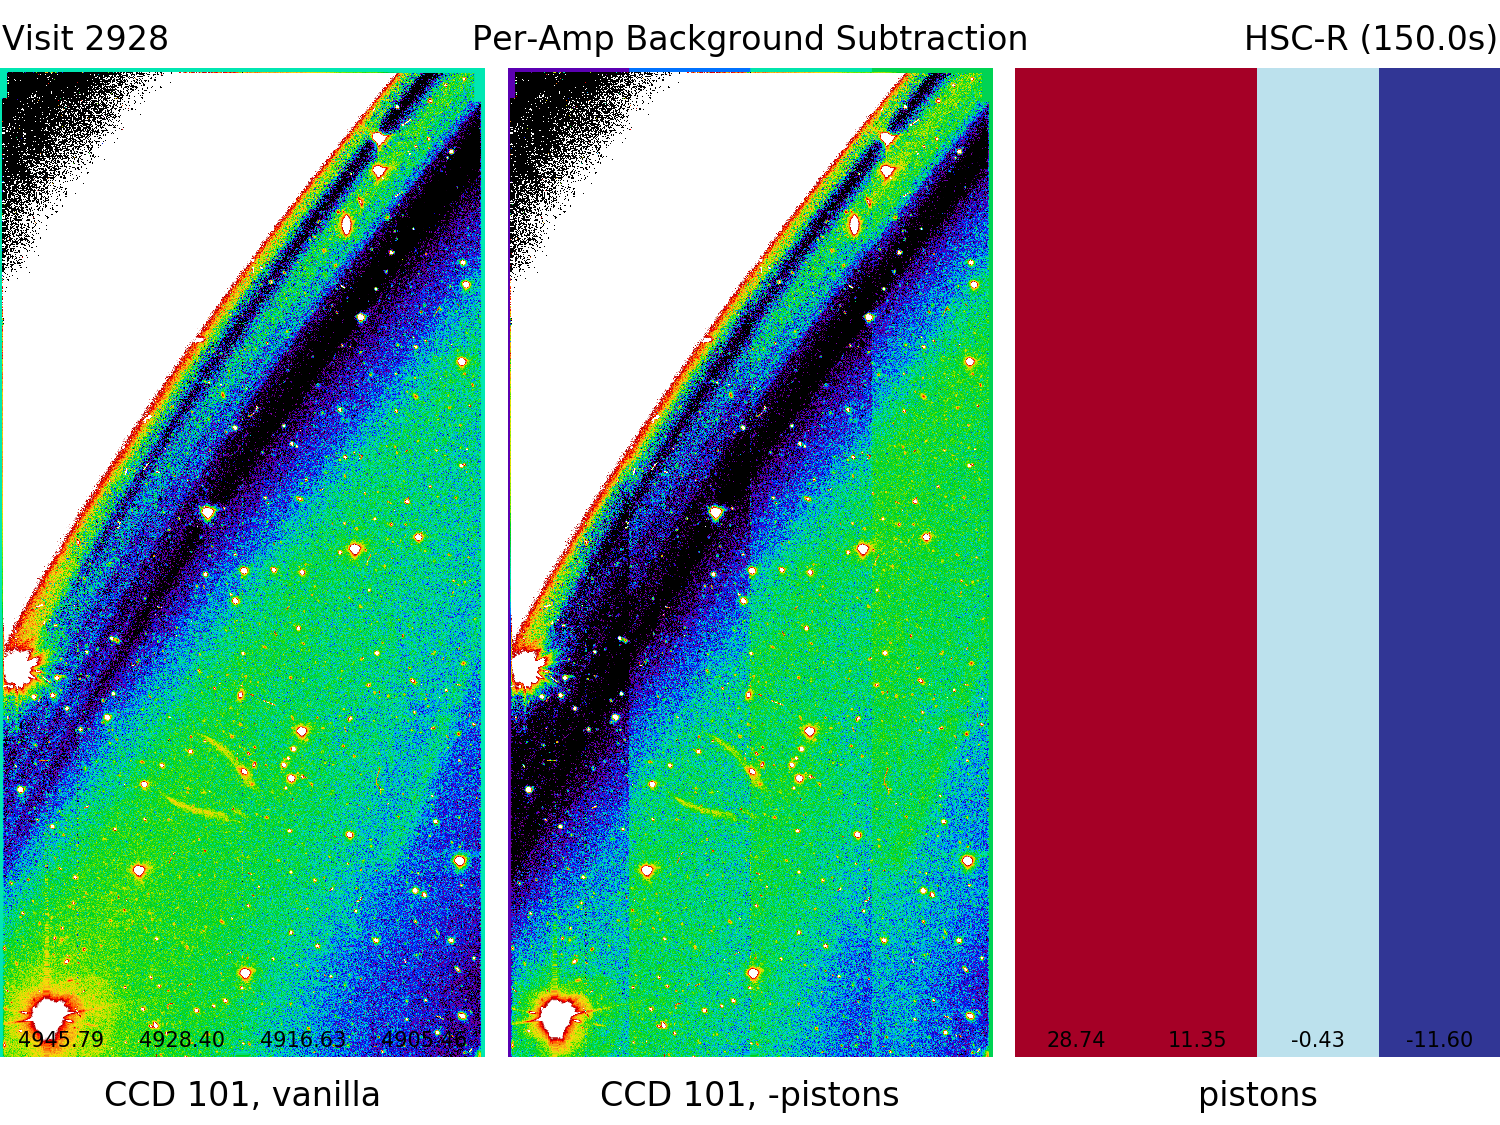 Visit 2928 Per-Amp Background Subtraction HSC-R (150.0s)
4945.79 4928.40 4916.63 4905.46 28.74 11.35 -0.43 -11.60
CCD 101, vanilla CCD 101, -pistons pistons